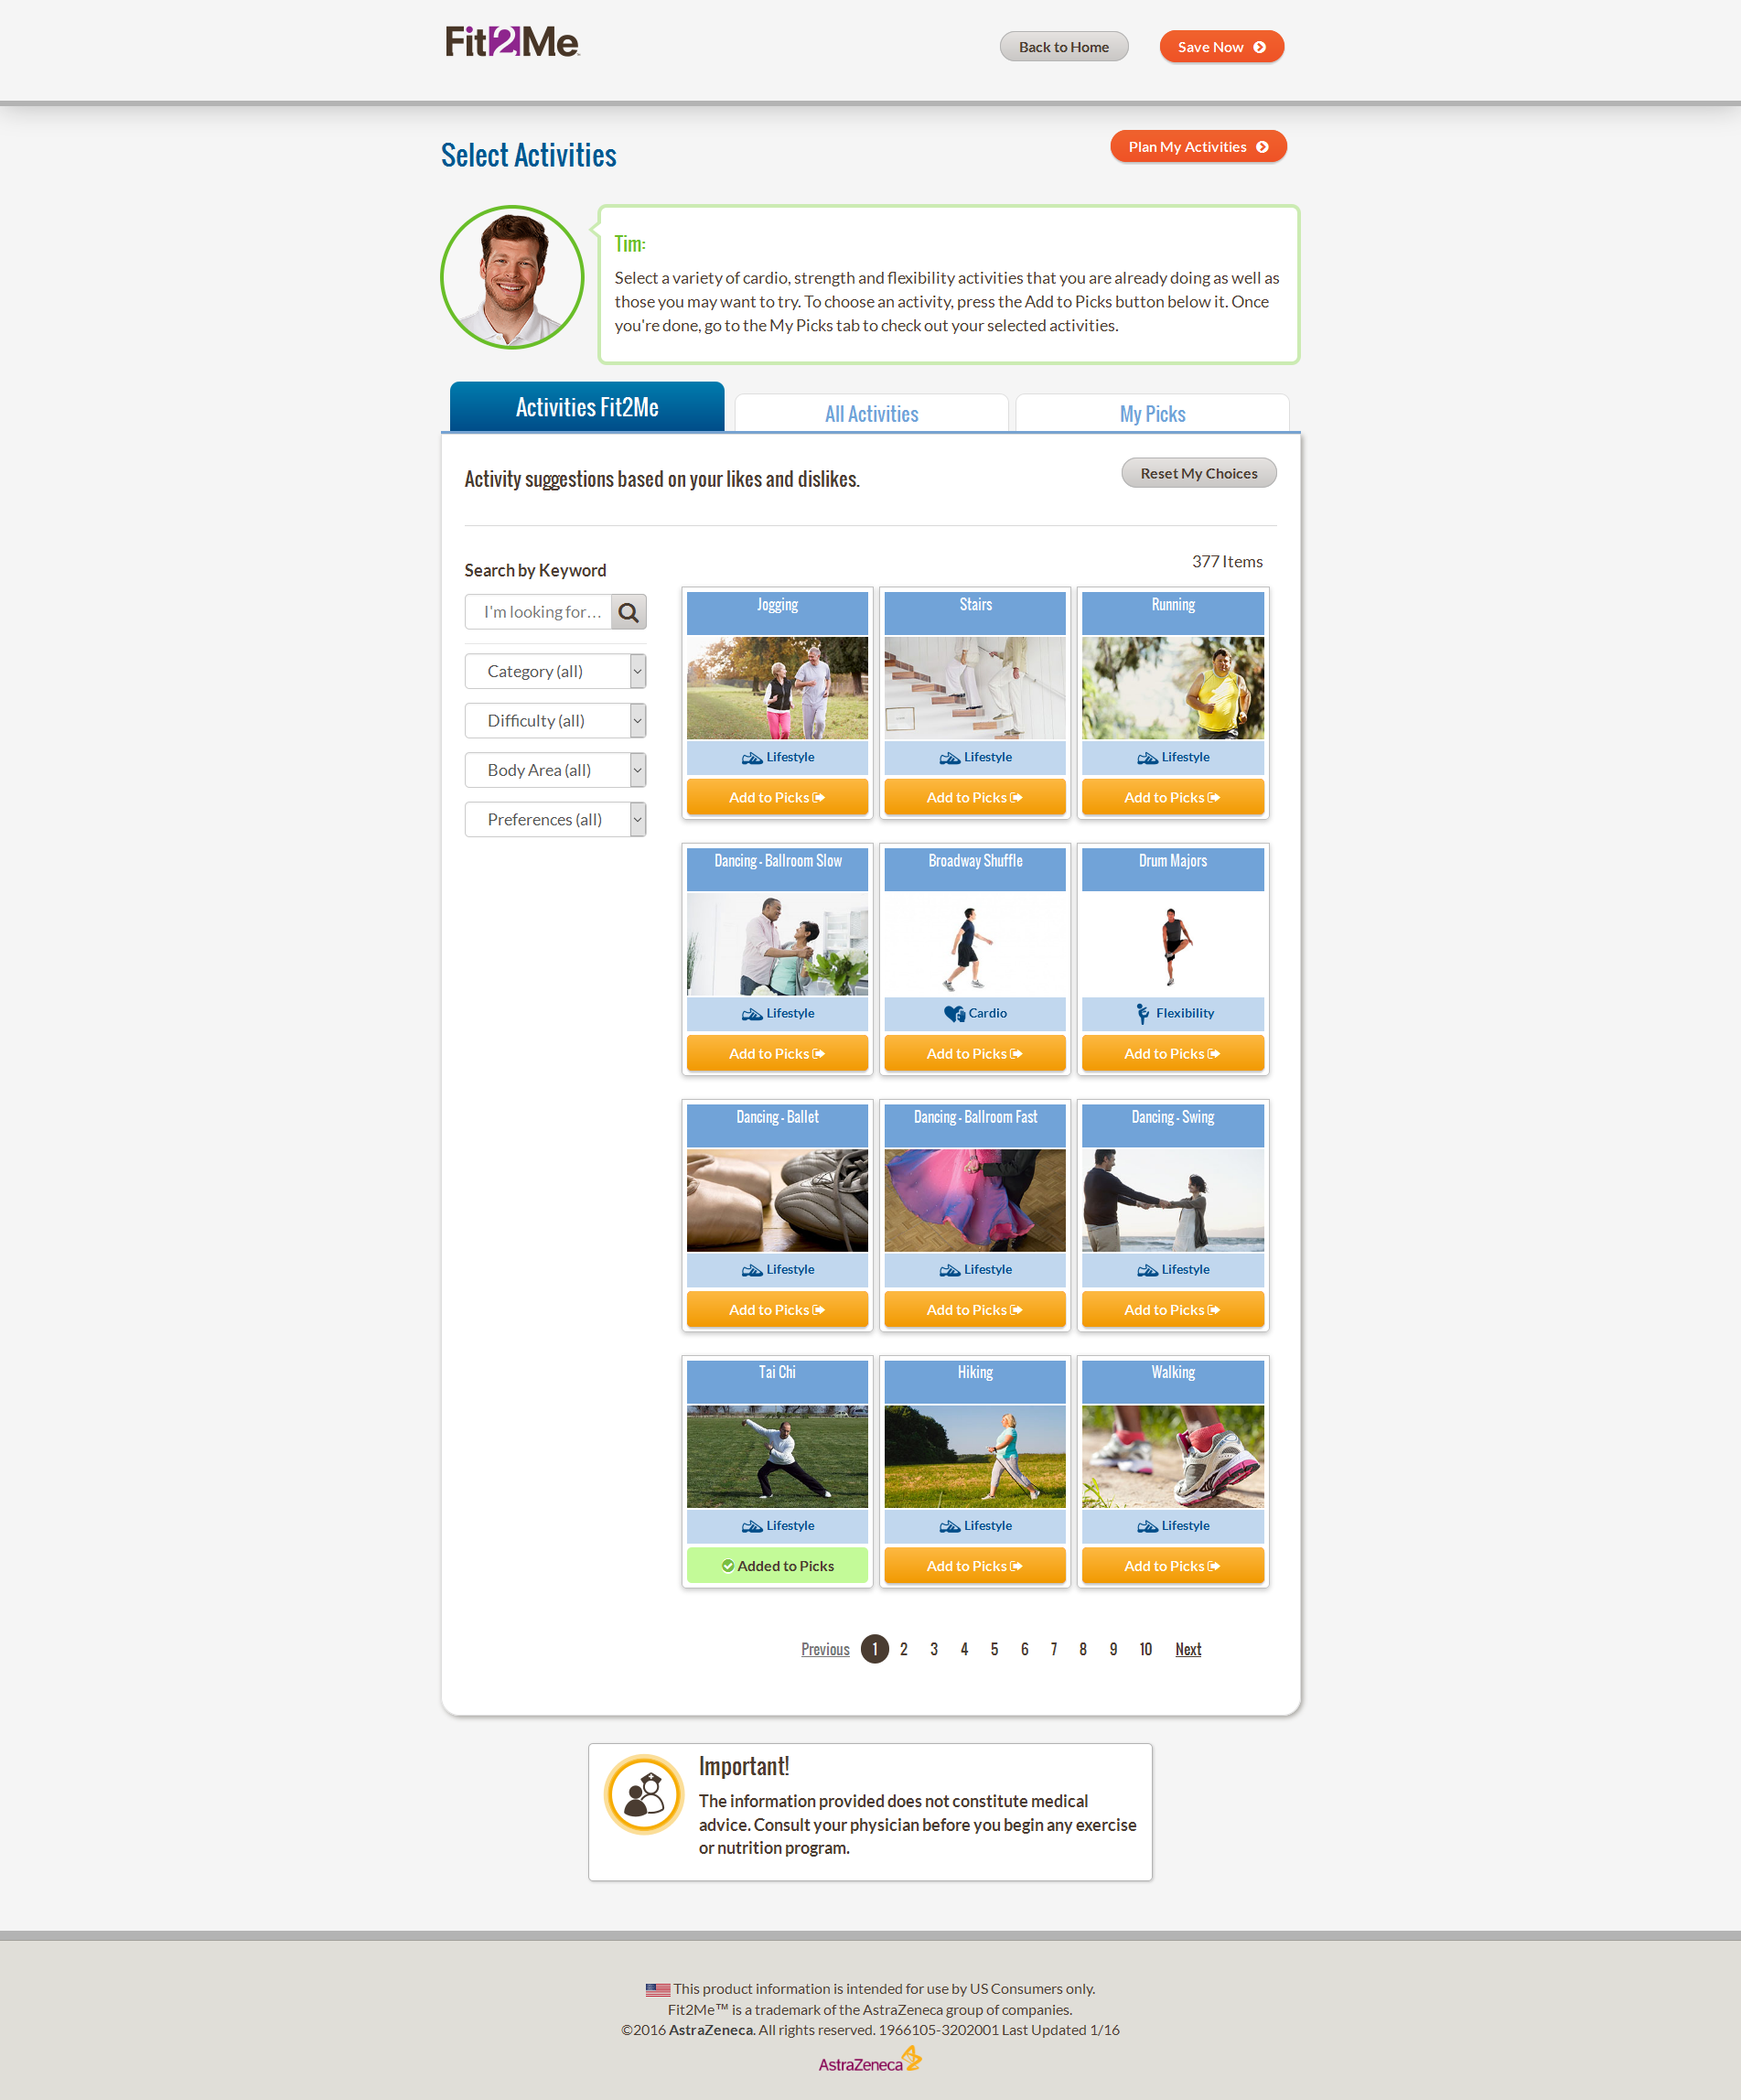 Fit2Me
Back to Home
Save Now
Select Activities
Plan My Activities
Tim:
Select a variety of cardio, strength and flexibility activities that you are already doing as well as
those you may want to try. To choose an activity, press the Add to Picks button below it. Once
you're done, go to the My Picks tab to check out your selected activities.
Activities Fit2Me
All Activities
My Picks
Activity suggestions based on your likes and dislikes.
Reset My Choices
377 Items
Search by Keyword
I'm looking for...
Category (all)
Difficulty (all)
Body Area (all)
Preferences (all)
Jogging
Stairs
Running
Lifestyle
Lifestyle
Lifestyle
Add to Picks
Add to Picks
Add to Picks
Dancing - Ballroom Slow
Broadway Shuffle
Drum Majors
Lifestyle
Cardio
Flexibility
Add to Picks
Add to Picks
Add to Picks
Dancing - Ballet
Dancing - Ballroom Fast
Dancing - Swing
Lifestyle
Lifestyle
Lifestyle
Add to Picks
Add to Picks
Add to Picks
Tai Chi
Hiking
Walking
Lifestyle
Lifestyle
Lifestyle
Added to Picks
Add to Picks
Add to Picks
Previous 1 2 3 4 5 6 7 8 9 10 Next
Important!
The information provided does not constitute medical
advice. Consult your physician before you begin any exercise
or nutrition program.
This product information is intended for use by US Consumers only.
Fit2Me™ is a trademark of the AstraZeneca group of companies.
©2016 AstraZeneca. All rights reserved. 1966105-3202001 Last Updated 1/16
AstraZeneca